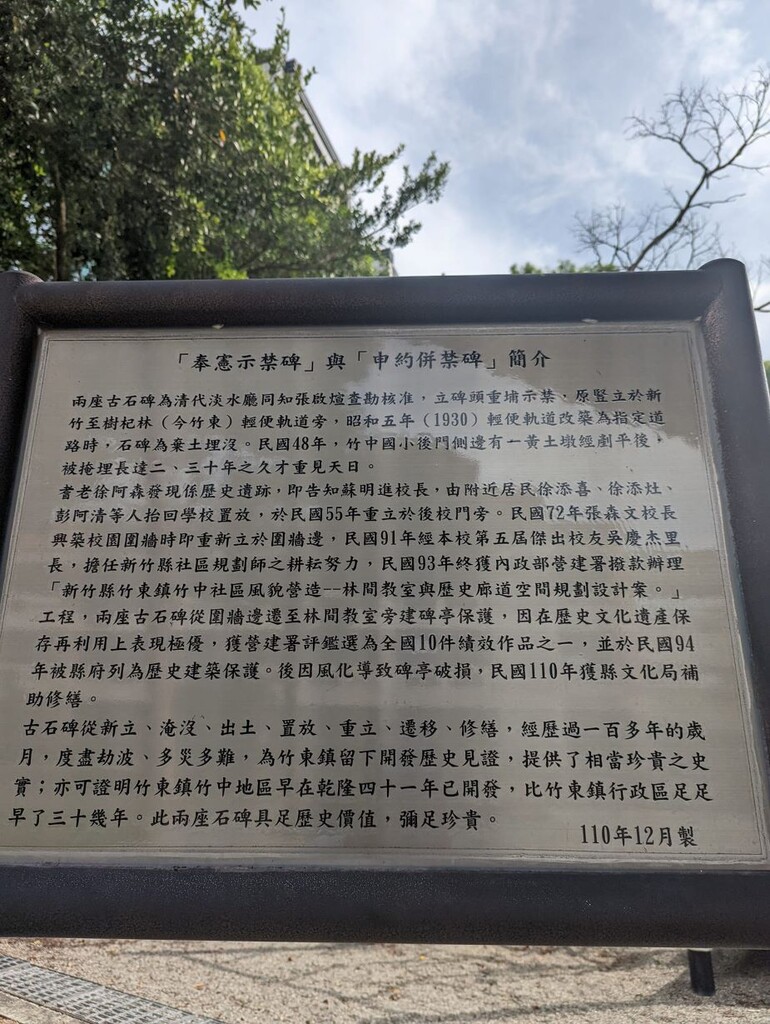 「奉憲示禁碑」與「申約併禁碑」簡介
兩座古石碑為清代淡水廳同知張啟煊查勘核准，立碑頭重埔示禁．原豎立於新
竹至樹杞林（今竹東）輕便軌道旁，昭和五年（1930）輕便軌道改築為指定道
路時，石碑為棄土埋沒。民國48年，竹中國小後門側邊有一黃土墩經剷平後，
被掩埋長達二、三十年之久才重見天日。
耆老徐阿森發現係歷史遺跡，即告知蘇明進校長，由附近居民徐添喜、徐添灶、
彭阿清等人抬回學校置放，於民國55年重立於後校門旁。民國72年張森文校長
興築校園圍牆時即重新立於圍牆邊，民國91年經本校第五屆傑出校友吳慶杰里
長，擔任新竹縣社區規劃師之耕耘努力，民國93年終獲內政部營建署撥款辦理
「新竹縣竹東鎮竹中社區風貌營造--林間教室與歷史廊道空間規劃設計案。」
工程，兩座古石碑從圍牆邊遷至林間教室旁建碑亭保護，因在歷史文化遺產保
存再利用上表現極優，獲營建署評鑑選為全國10件績效作品之一，並於民國94
年被縣府列為歷史建築保護。後因風化導致碑亭破損，民國110年獲縣文化局補
助修繕。
古石碑從新立、淹沒、出土、置放、重立、遷移、修繕，經歷過一百多年的歲
月，度盡劫波、多災多難，為竹東鎮留下開發歷史見證，提供了相當珍貴之史
實；亦可證明竹東鎮竹中地區早在乾隆四十一年已開發，比竹東鎮行政區足足
早了三十幾年。此兩座石碑具足歷史價值，彌足珍貴。
110年12月製